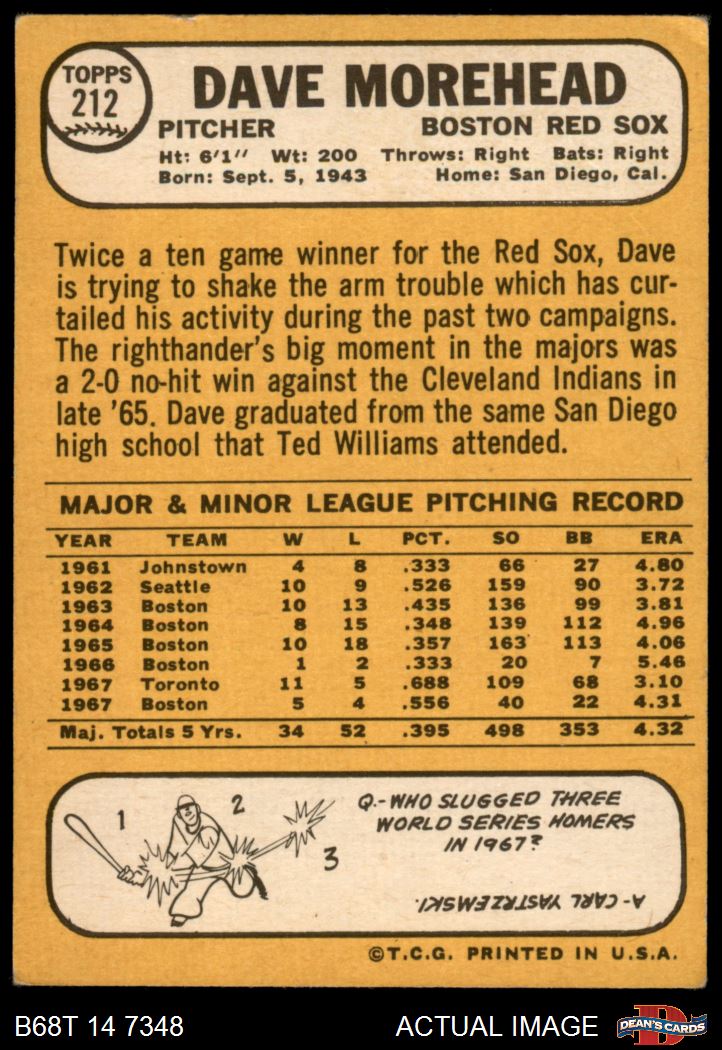 TOPPS
212
DAVE MOREHEAD
PITCHER BOSTON RED SOX
Ht: 6'1" Wt: 200 Throws: Right Bats: Right
Born: Sept. 5, 1943 Home: San Diego, Cal.
Twice a ten game winner for the Red Sox, Dave
is trying to shake the arm trouble which has cur-
tailed his activity during the past two campaigns.
The righthander's big moment in the majors was
a 2-0 no-hit win against the Cleveland Indians in
late '65. Dave graduated from the same San Diego
high school that Ted Williams attended.
MAJOR & MINOR LEAGUE PITCHING RECORD
YEAR TEAM W L PCT. SO BB ERA
1961 Johnstown 4 8 .333 66 27 4.80
1962 Seattle 10 9 .526 159 90 3.72
1963 Boston 10 13 .435 136 99 3.81
1964 Boston 8 15 .348 139 112 4.96
1965 Boston 10 18 .357 163 113 4.06
1966 Boston 1 2 .333 20 7 5.46
1967 Toronto 11 5 .688 109 68 3.10
1967 Boston 5 4 .556 40 22 4.31
Maj. Totals 5 Yrs. 34 52 .395 498 353 4.32
1 2 3
Q.-WHO SLUGGED THREE
WORLD SERIES HOMERS
IN 1967?
A-CARL YASTRZEMSKI.
©T.C.G. PRINTED IN U.S.A.
B68T 14 7348 ACTUAL IMAGE D DEAN'S CARDS